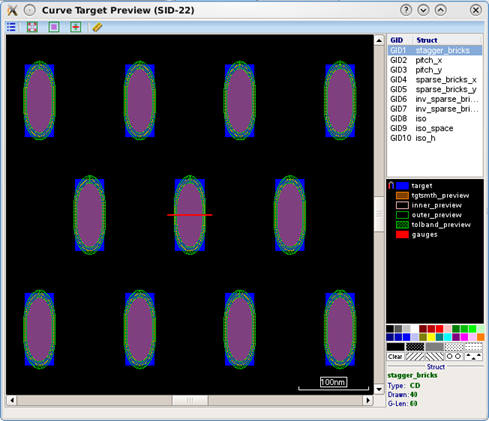 Curve Target Preview (SID-22)
GID Struct
GID1 stagger_bricks
GID2 pitch_x
GID3 pitch_y
GID4 sparse_bricks_x
GID5 sparse_bricks_y
GID6 inv_sparse_bri...
GID7 inv_sparse_bri...
GID8 iso
GID9 iso_space
GID10 iso_h
target
tgtsmth_preview
inner_preview
outer_preview
tolband_preview
gauges
Clear
Struct
stagger_bricks
Type: CD
Drawn: 40
G-Len: 60
100nm